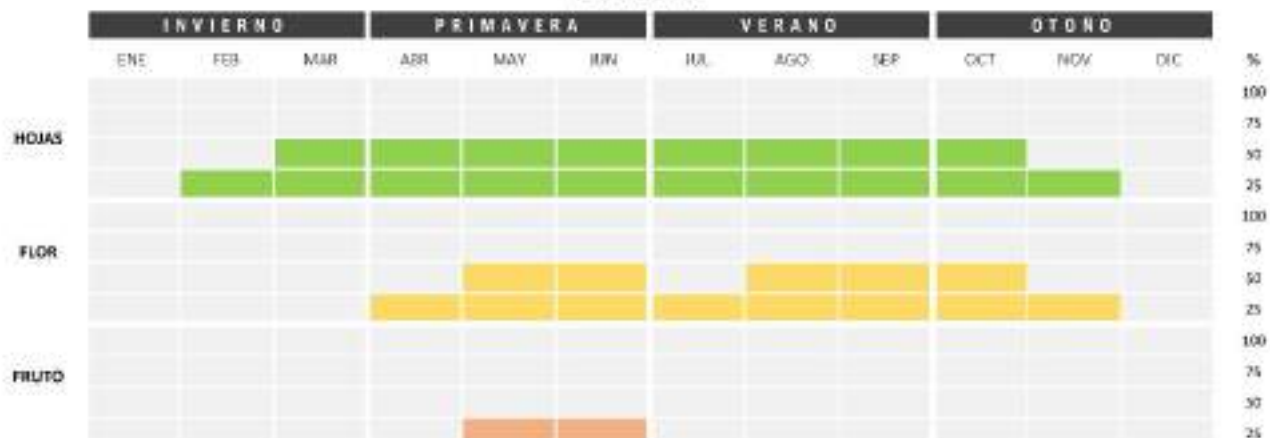 INVIERNO PRIMAVERA VERANO OTOÑO
ENE FEB MAR ABR MAY JUN JUL AGO SEP OCT NOV DIC %
100
75
HOJAS
50
25
100
FLOR 75
50
25
100
FRUTO 75
50
25